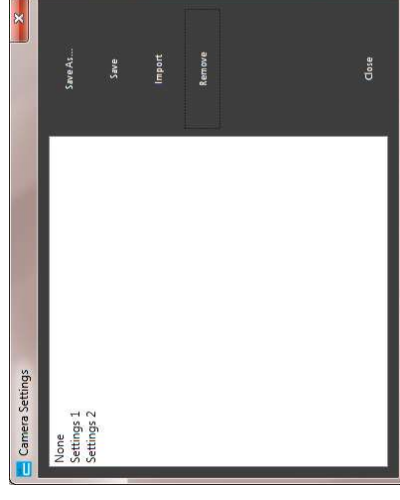 Camera Settings
None
Settings 1
Settings 2
Save As...
Save
Import
Remove
Close